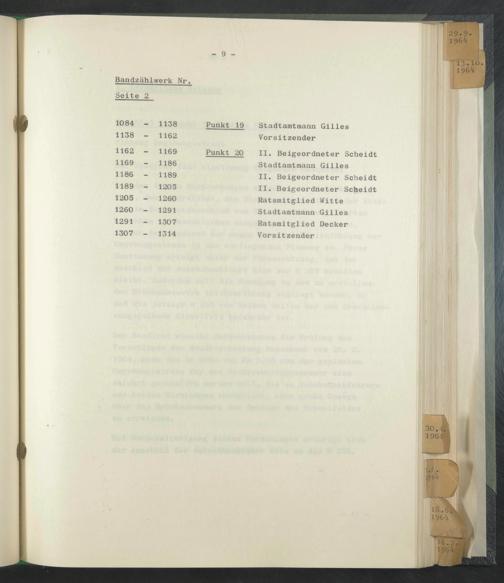 - 9 -
Bandzählwerk Nr.
Seite 2
1084 - 1138 Punkt 19 Stadtamtmann Gilles
1138 - 1162 Vorsitzender
1162 - 1169 Punkt 20 II. Beigeordneter Scheidt
1169 - 1186 Stadtamtmann Gilles
1186 - 1189 II. Beigeordneter Scheidt
1189 - 1205 II. Beigeordneter Scheidt
1205 - 1260 Ratsmitglied Witte
1260 - 1291 Stadtamtmann Gilles
1291 - 1307 Ratsmitglied Decker
1307 - 1314 Vorsitzender
29.9.
1964
13.10.
1964
30.
1964
18.
1964